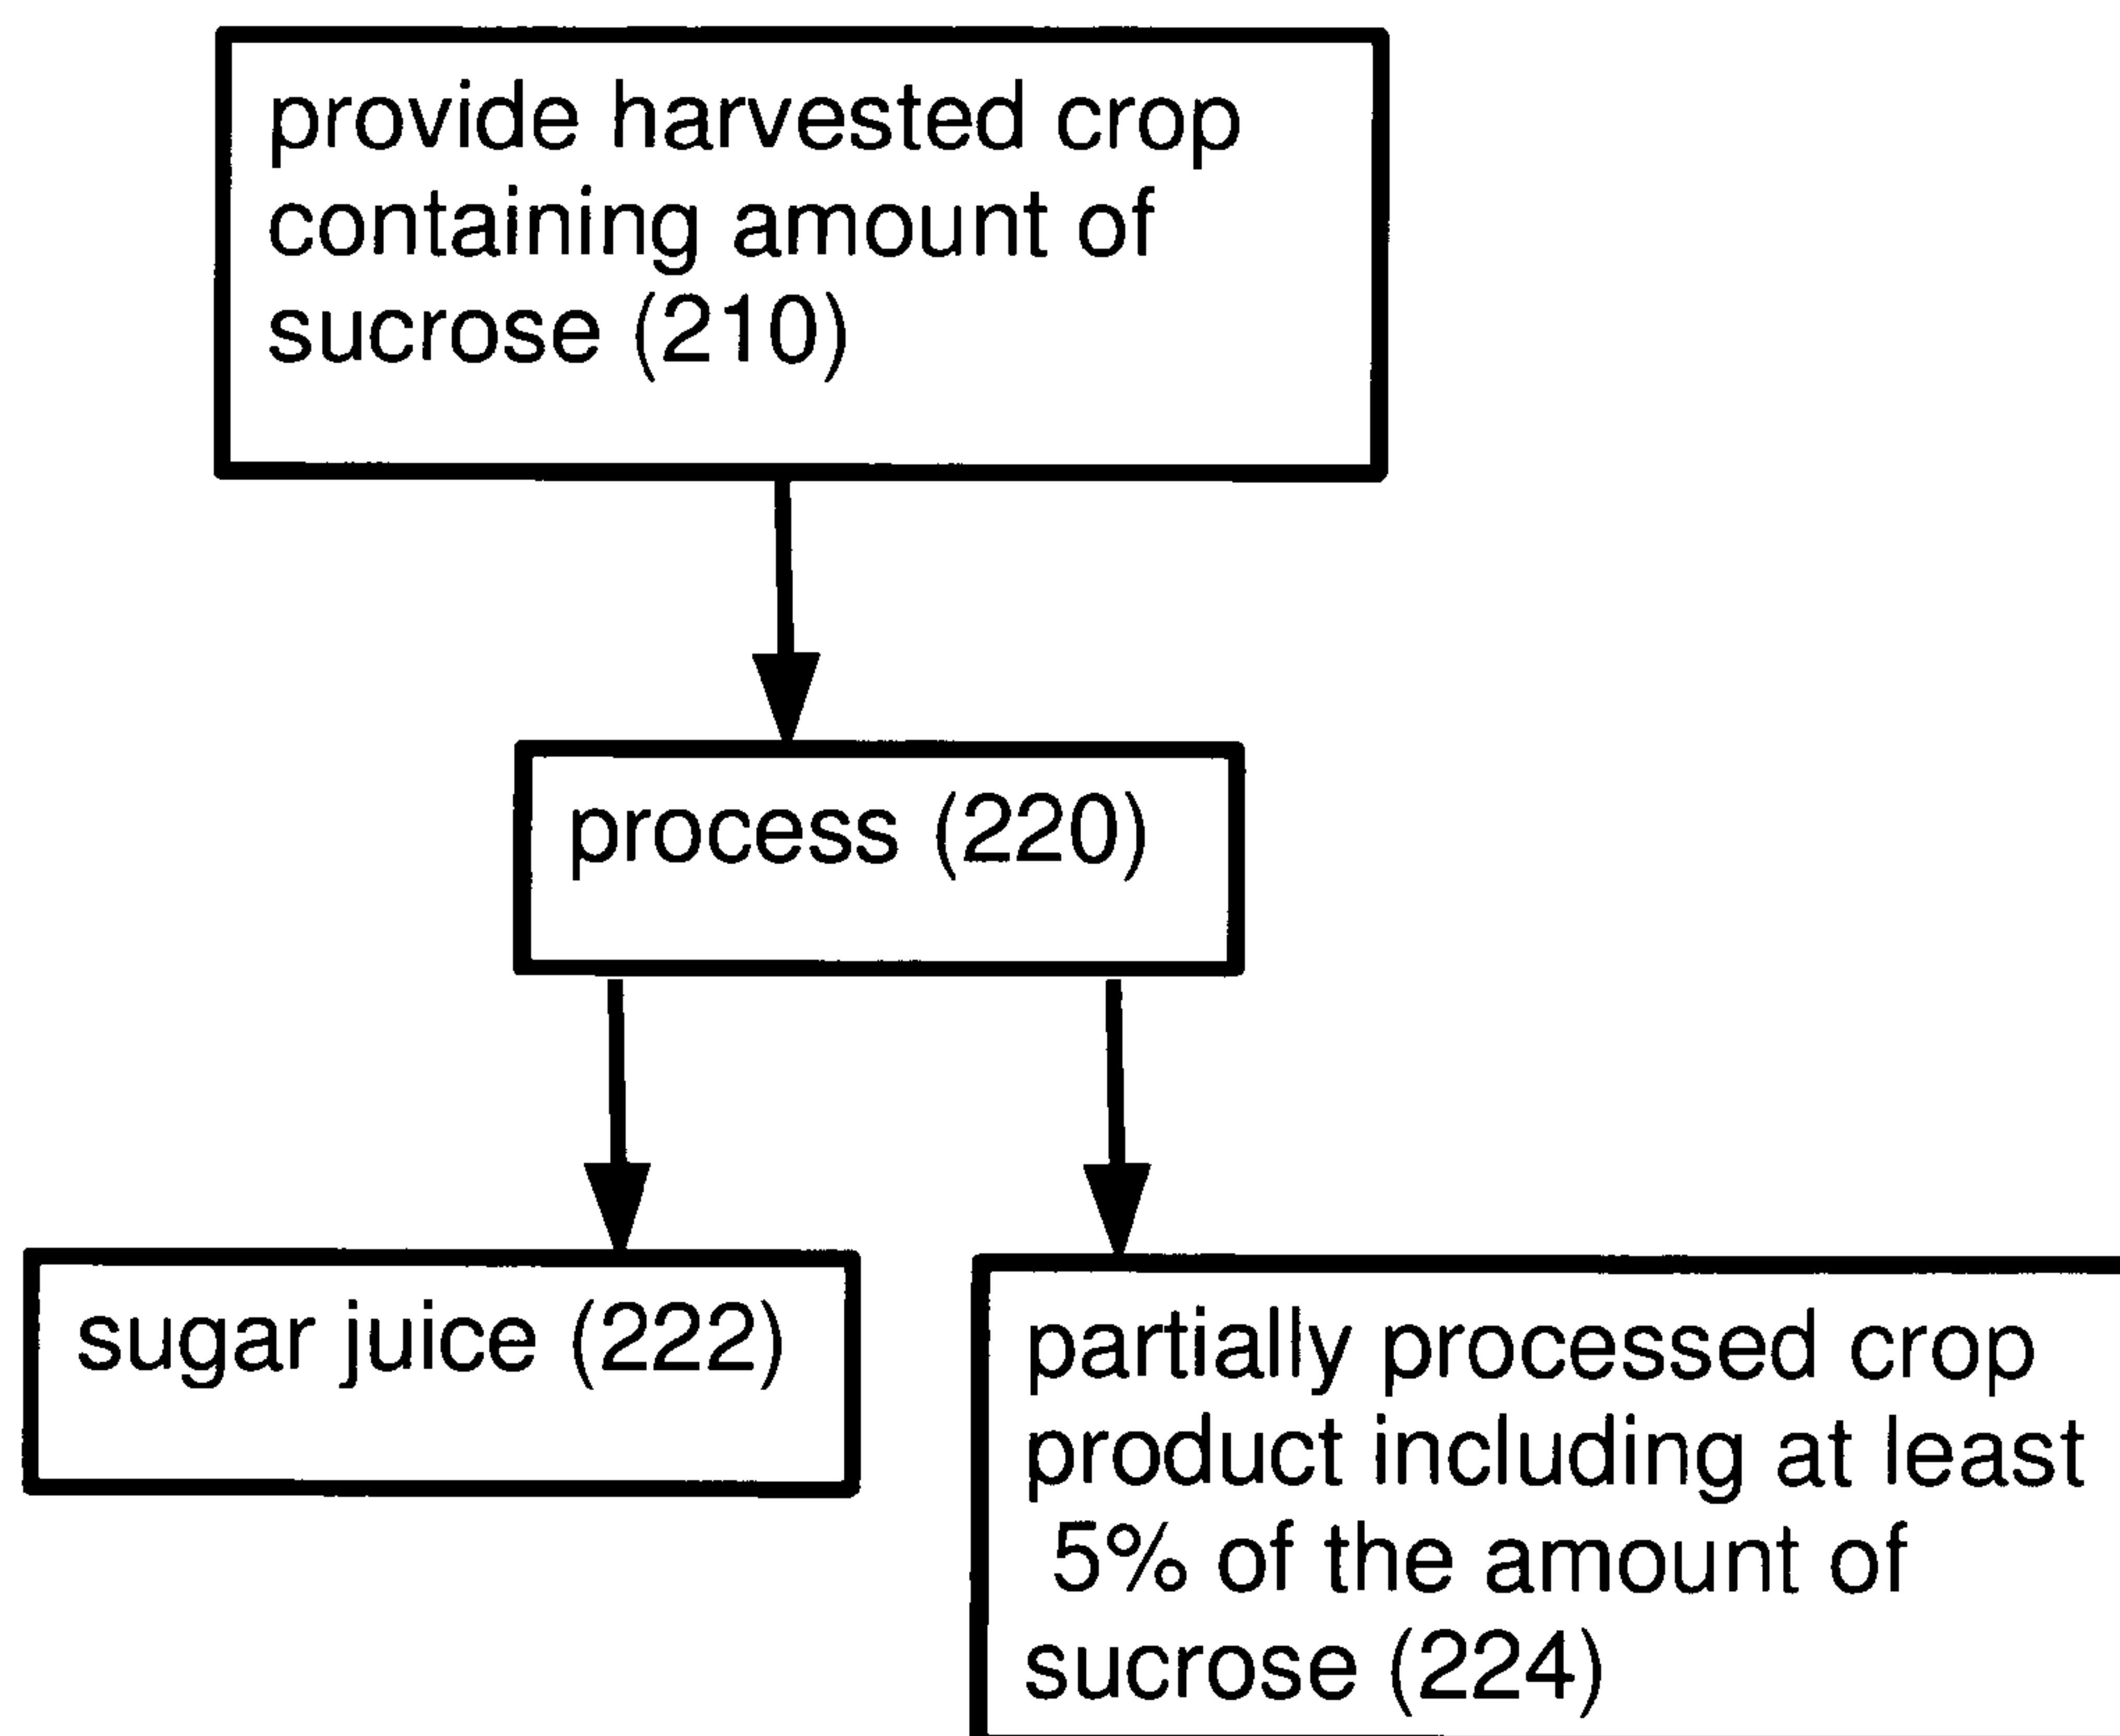 provide harvested crop
containing amount of
sucrose (210)
process (220)
sugar juice (222)
partially processed crop
product including at least
5% of the amount of
sucrose (224)